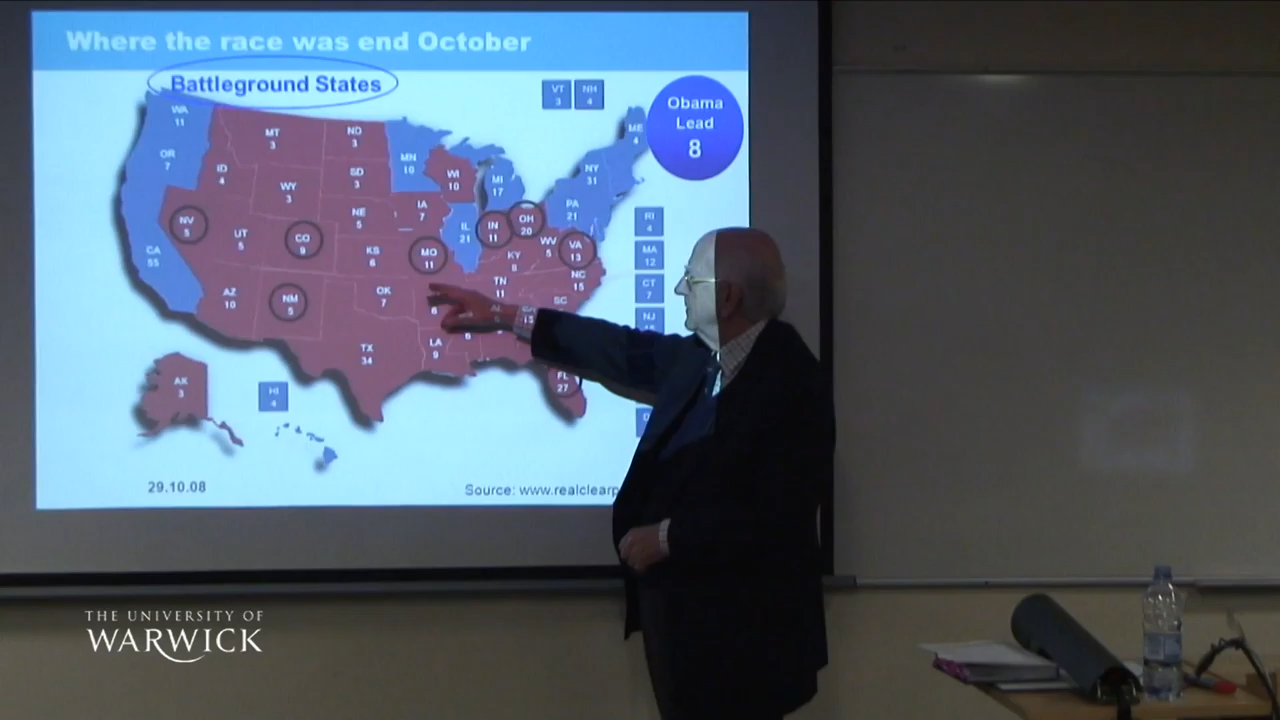 Where the race was end October
Battleground States
VT
3
NH
4
Obama
Lead
8
WA
11
OR
7
MT
3
ND
3
MN
10
ME
4
ID
4
SD
3
WI
10
MI
17
NY
31
WY
3
NE
5
IA
7
PA
21
NV
5
UT
5
CO
9
IL
21
IN
11
OH
20
RI
4
CA
55
KS
6
MO
11
KY
8
WV
5
VA
13
MA
12
AZ
10
NM
5
OK
7
TN
11
NC
15
CT
7
6
SC
NJ
TX
34
LA
9
6
FL
27
AK
3
HI
4
29.10.08
Source: www.realclearp
THE UNIVERSITY OF
WARWICK